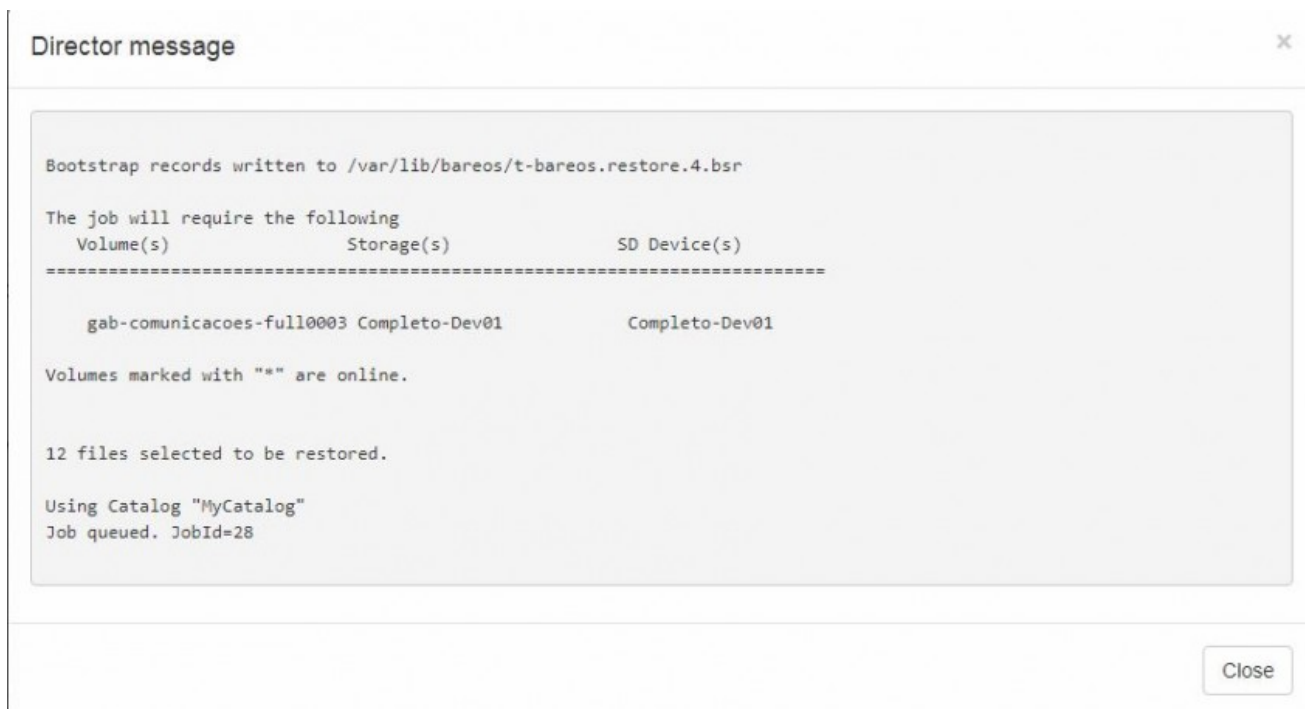 Director message
×
Bootstrap records written to /var/lib/bareos/t-bareos.restore.4.bsr
The job will require the following
Volume(s) Storage(s) SD Device(s)
===========================================================================
gab-comunicacoes-full0003 Completo-Dev01 Completo-Dev01
Volumes marked with "*" are online.
12 files selected to be restored.
Using Catalog "MyCatalog"
Job queued. JobId=28
Close